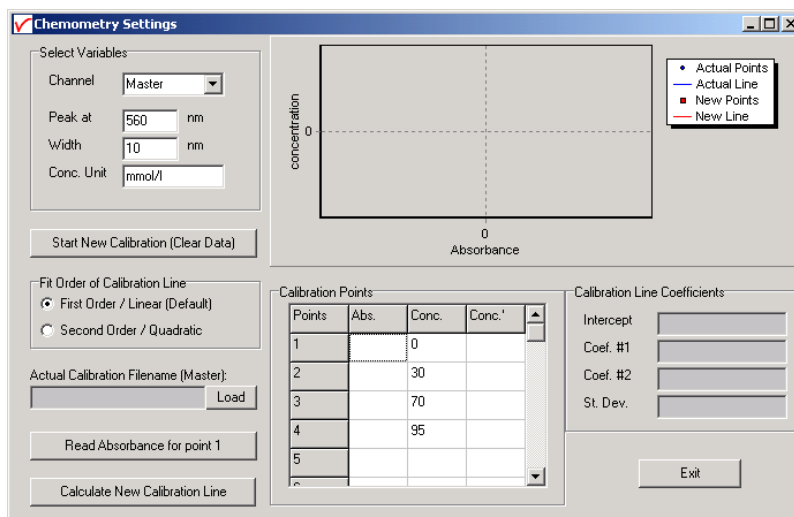 Chemometry Settings
Select Variables
Channel Master
Peak at 560 nm
Width 10 nm
Conc. Unit mmol/l
Start New Calibration (Clear Data)
Fit Order of Calibration Line
First Order / Linear (Default)
Second Order / Quadratic
Actual Calibration Filename (Master):
Load
Read Absorbance for point 1
Calculate New Calibration Line
concentration
0
0
Absorbance
Actual Points
Actual Line
New Points
New Line
Calibration Points
Points Abs. Conc. Conc.'
1 0
2 30
3 70
4 95
5
Calibration Line Coefficients
Intercept
Coef. #1
Coef. #2
St. Dev.
Exit